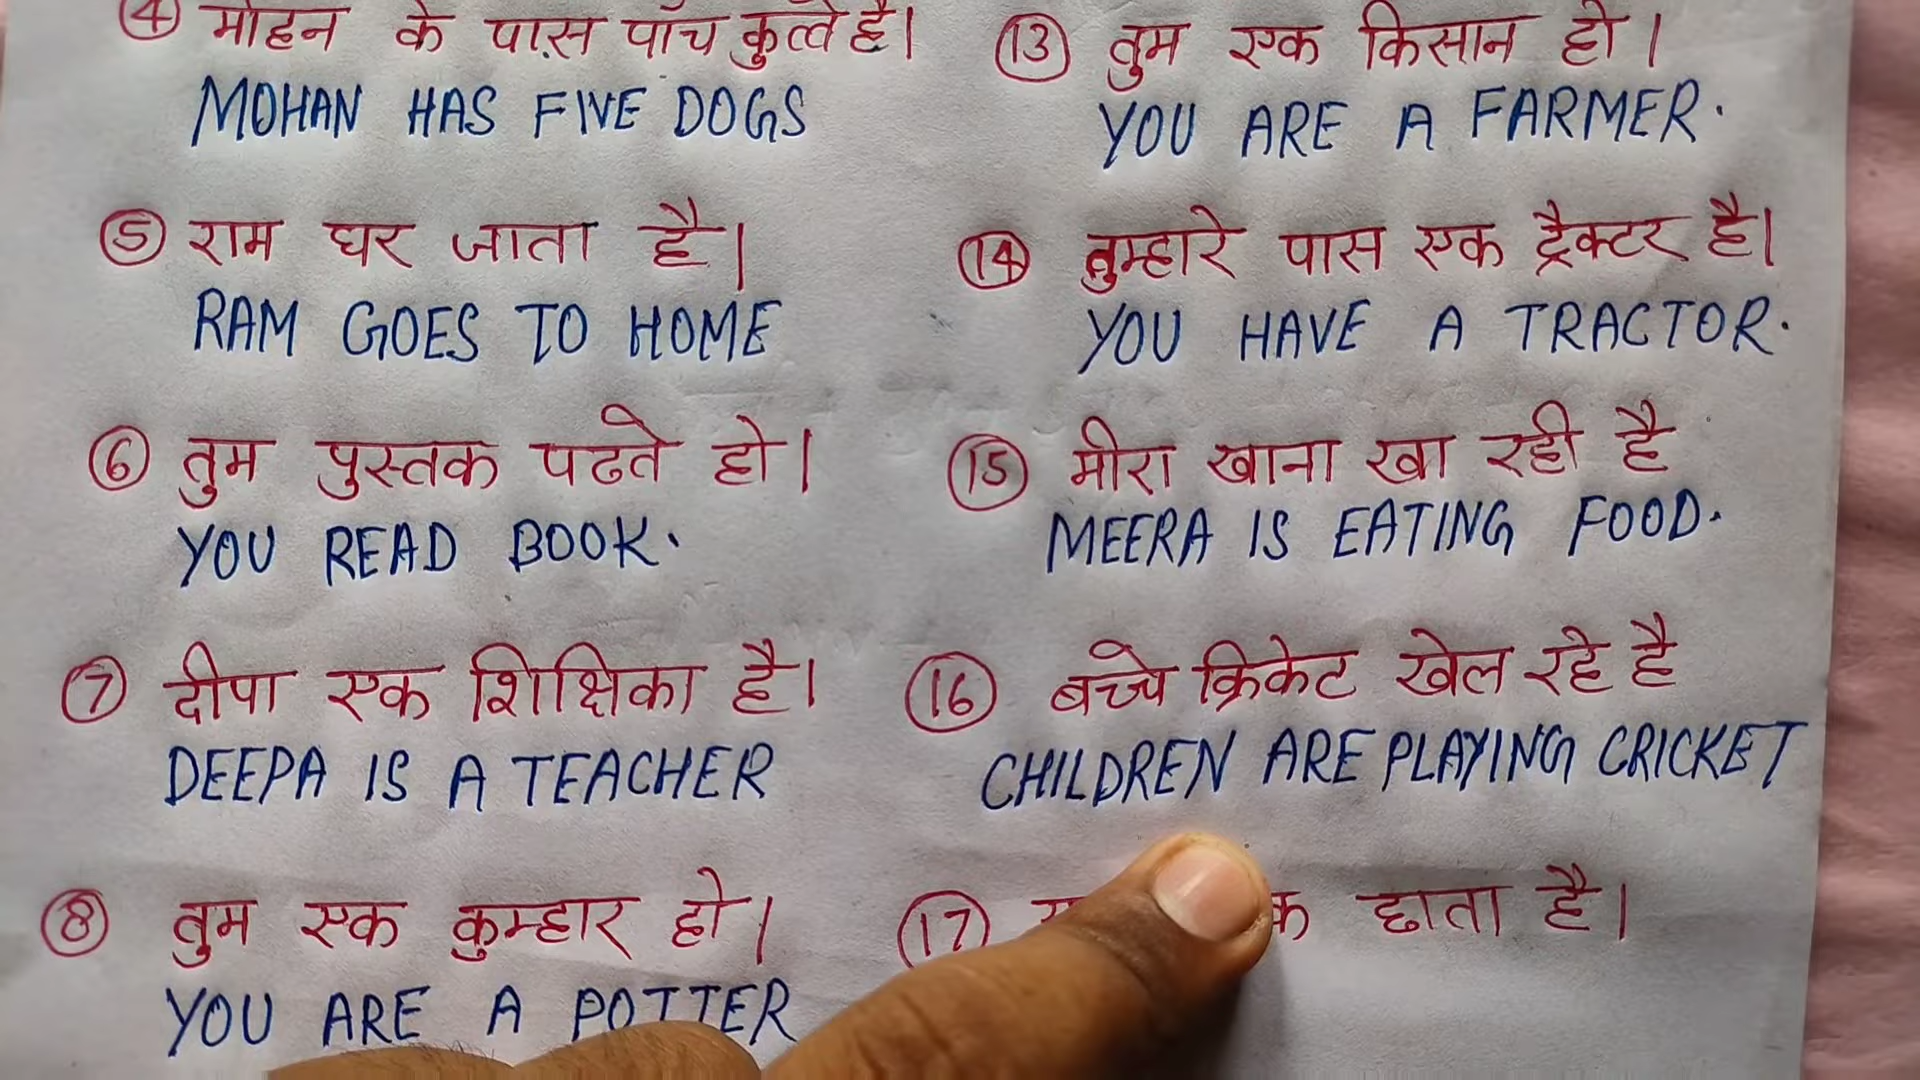 ④ मोहन के पास पाँच कुत्ते है।
MOHAN HAS FIVE DOGS
⑤ राम घर जाता है।
RAM GOES TO HOME
⑥ तुम पुस्तक पढते हो।
YOU READ BOOK.
⑦ दीपा एक शिक्षिका है।
DEEPA IS A TEACHER
⑧ तुम एक कुम्हार हो।
YOU ARE A POTTER
⑬ तुम एक किसान हो।
YOU ARE A FARMER.
⑭ तुम्हारे पास एक ट्रैक्टर है।
YOU HAVE A TRACTOR.
⑮ मीरा खाना खा रही है
MEERA IS EATING FOOD.
⑯ बच्चे क्रिकेट खेल रहे है
CHILDREN ARE PLAYING CRICKET
⑰ छाता है।